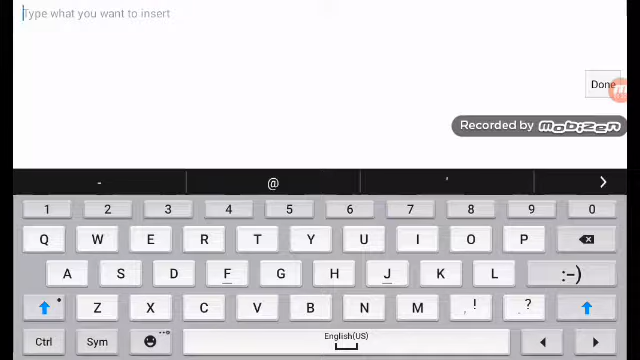 Type what you want to insert
Done
Recorded by mobizen
- @ ' >
1 2 3 4 5 6 7 8 9 0
Q W E R T Y U I O P
A S D F G H J K L :-)
Z X C V B N M , ! . ?
Ctrl Sym English(US)